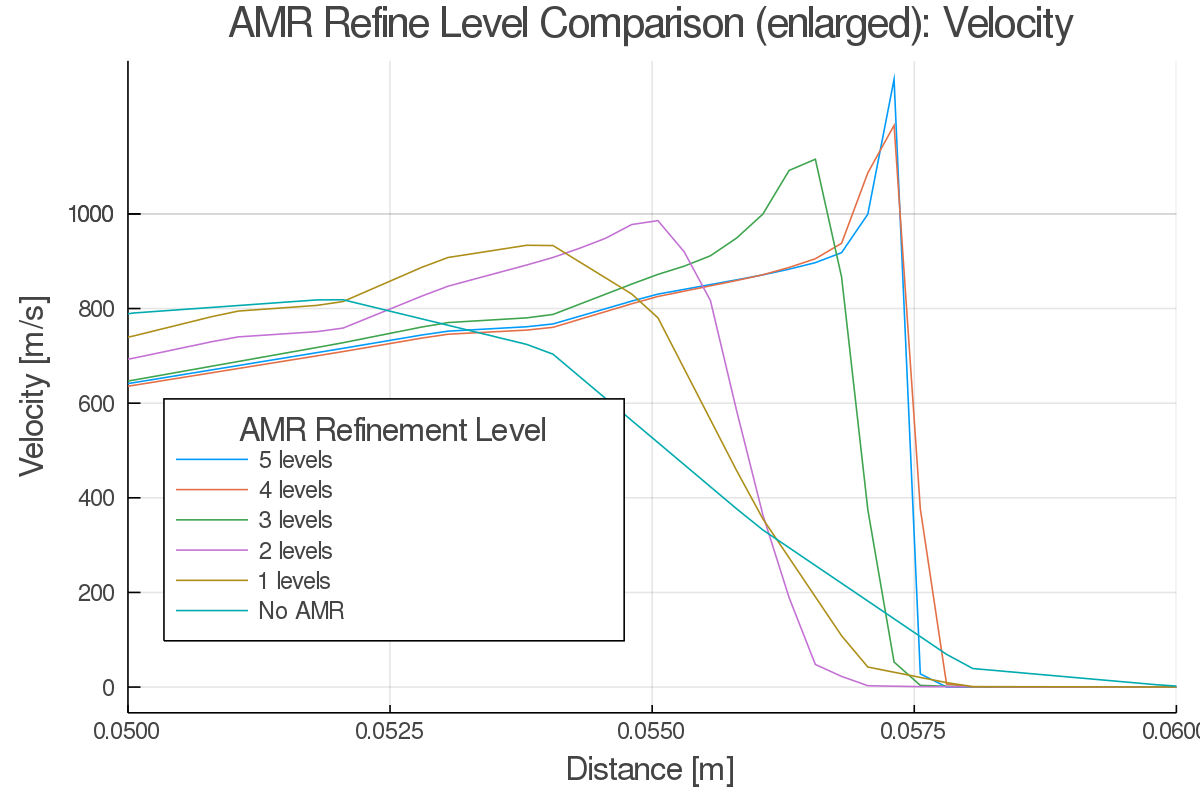 AMR Refine Level Comparison (enlarged): Velocity
1000
800
600
400
200
0
Velocity [m/s]
AMR Refinement Level
5 levels
4 levels
3 levels
2 levels
1 levels
No AMR
0.0500 0.0525 0.0550 0.0575 0.060
Distance [m]